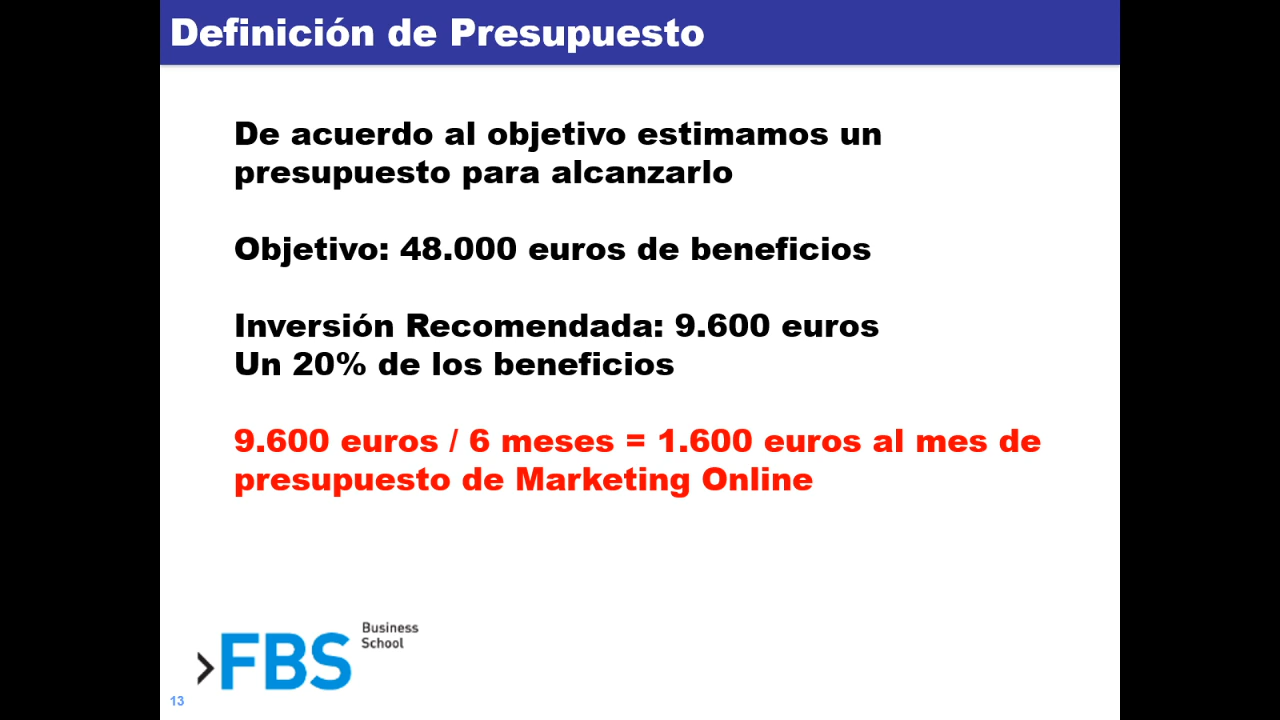 Definición de Presupuesto
De acuerdo al objetivo estimamos un
presupuesto para alcanzarlo
Objetivo: 48.000 euros de beneficios
Inversión Recomendada: 9.600 euros
Un 20% de los beneficios
9.600 euros / 6 meses = 1.600 euros al mes de
presupuesto de Marketing Online
Business
School
FBS
13